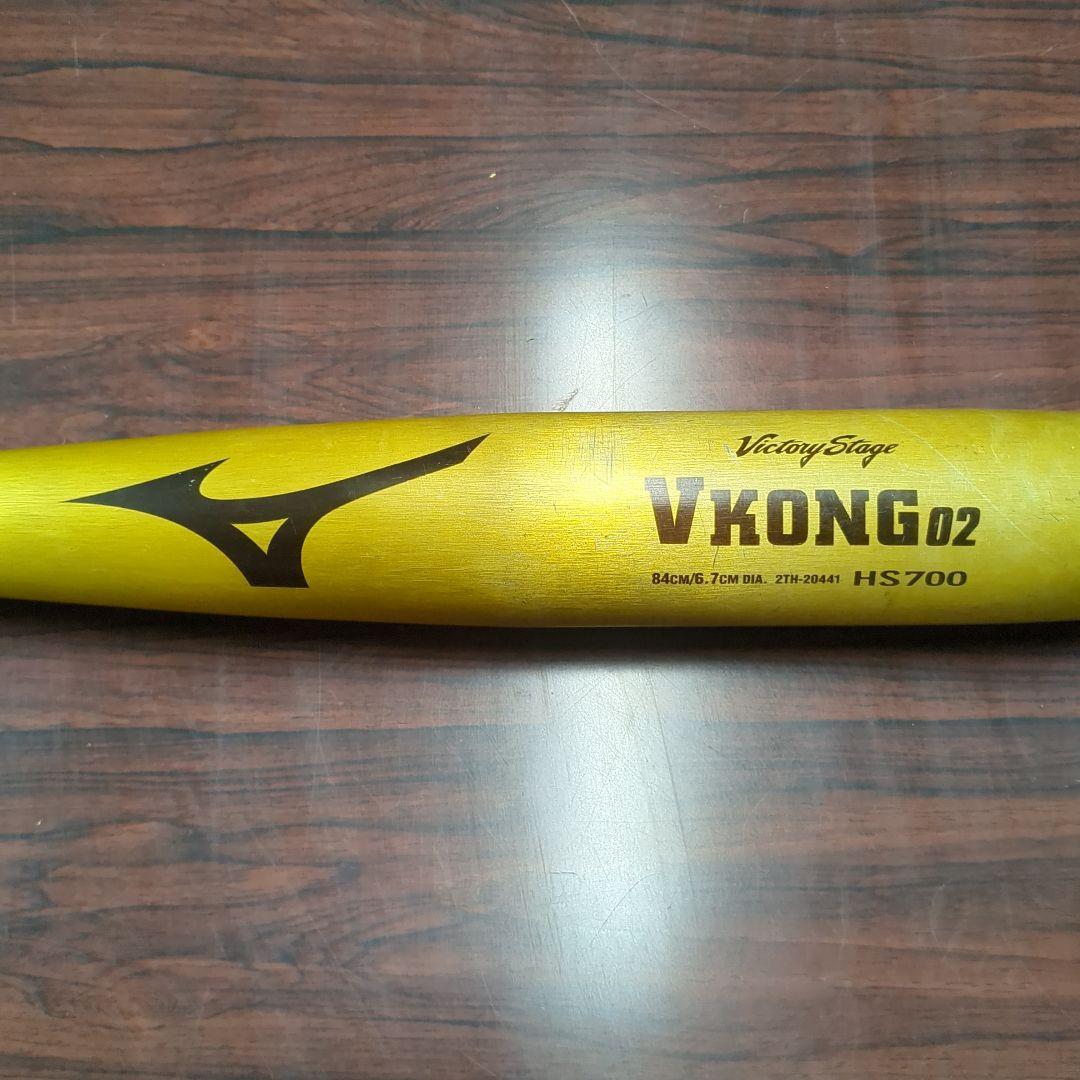 Victory Stage
VKONG02
84CM/6.7CM DIA. 2TH-20441 HS700